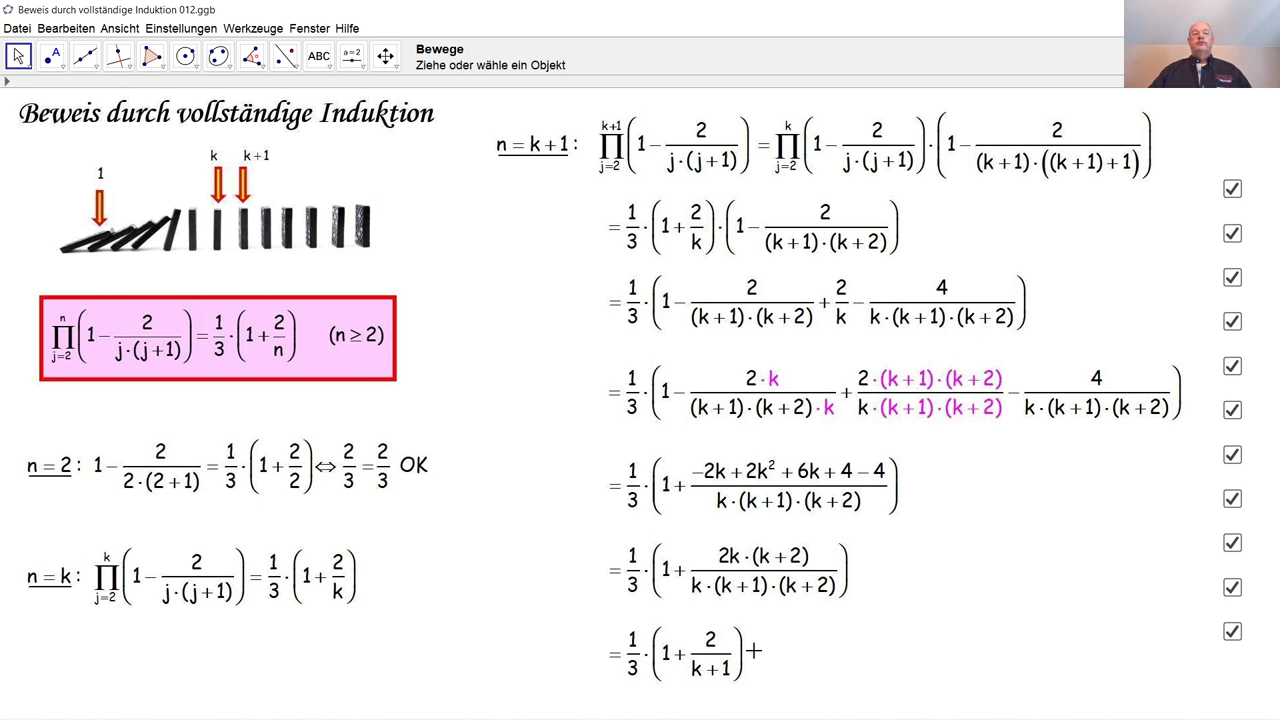 Beweis durch vollständige Induktion 012.ggb
Datei Bearbeiten Ansicht Einstellungen Werkzeuge Fenster Hilfe
ABC a=2 Bewege
Ziehe oder wähle ein Objekt
Beweis durch vollständige Induktion
1 k k+1
∏_{j=2}^{n} (1 − 2/(j·(j+1))) = 1/3 · (1 + 2/n) (n ≥ 2)
n = 2: 1 − 2/(2·(2+1)) = 1/3 · (1 + 2/2) ⇔ 2/3 = 2/3 OK
n = k: ∏_{j=2}^{k} (1 − 2/(j·(j+1))) = 1/3 · (1 + 2/k)
n = k+1: ∏_{j=2}^{k+1} (1 − 2/(j·(j+1))) = ∏_{j=2}^{k} (1 − 2/(j·(j+1))) · (1 − 2/((k+1)·((k+1)+1)))
= 1/3 · (1 + 2/k) · (1 − 2/((k+1)·(k+2)))
= 1/3 · (1 − 2/((k+1)·(k+2)) + 2/k − 4/(k·(k+1)·(k+2)))
= 1/3 · (1 − (2·k)/((k+1)·(k+2)·k) + (2·(k+1)·(k+2))/(k·(k+1)·(k+2)) − 4/(k·(k+1)·(k+2)))
= 1/3 · (1 + (−2k + 2k² + 6k + 4 − 4)/(k·(k+1)·(k+2)))
= 1/3 · (1 + (2k·(k+2))/(k·(k+1)·(k+2)))
= 1/3 · (1 + 2/(k+1))